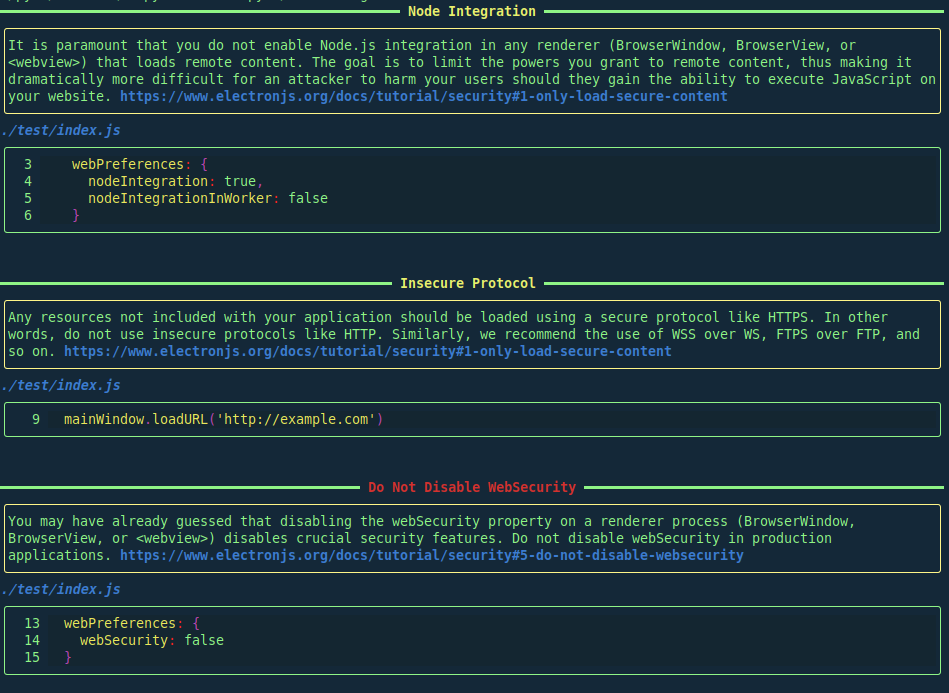 Node Integration
It is paramount that you do not enable Node.js integration in any renderer (BrowserWindow, BrowserView, or
<webview>) that loads remote content. The goal is to limit the powers you grant to remote content, thus making it
dramatically more difficult for an attacker to harm your users should they gain the ability to execute JavaScript on
your website. https://www.electronjs.org/docs/tutorial/security#1-only-load-secure-content
./test/index.js
3 webPreferences: {
4 nodeIntegration: true,
5 nodeIntegrationInWorker: false
6 }
Insecure Protocol
Any resources not included with your application should be loaded using a secure protocol like HTTPS. In other
words, do not use insecure protocols like HTTP. Similarly, we recommend the use of WSS over WS, FTPS over FTP, and
so on. https://www.electronjs.org/docs/tutorial/security#1-only-load-secure-content
./test/index.js
9 mainWindow.loadURL('http://example.com')
Do Not Disable WebSecurity
You may have already guessed that disabling the webSecurity property on a renderer process (BrowserWindow,
BrowserView, or <webview>) disables crucial security features. Do not disable webSecurity in production
applications. https://www.electronjs.org/docs/tutorial/security#5-do-not-disable-websecurity
./test/index.js
13 webPreferences: {
14 webSecurity: false
15 }